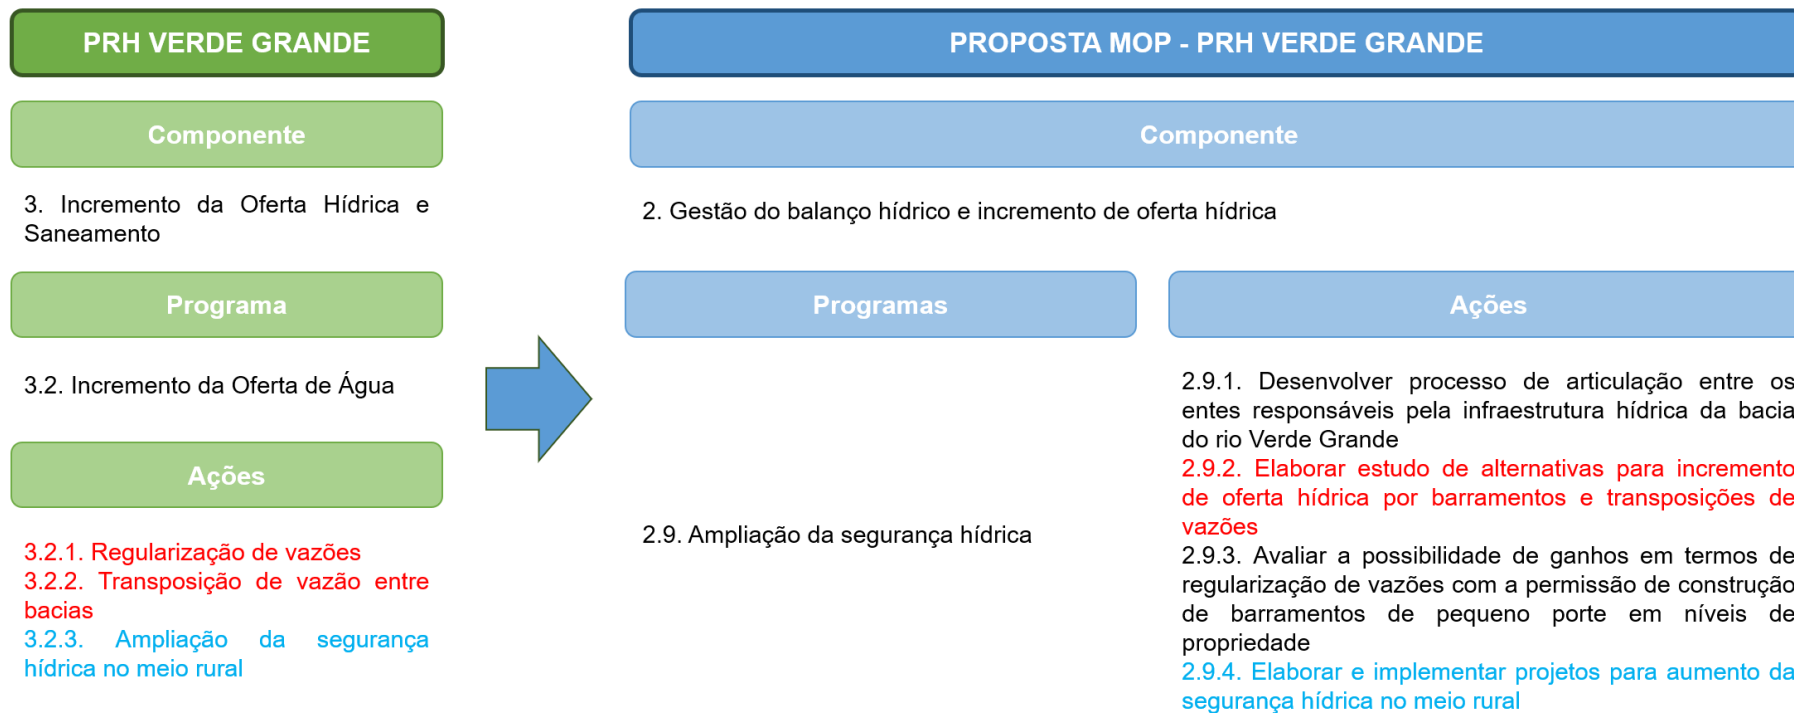 PRH VERDE GRANDE
Componente
3. Incremento da Oferta Hídrica e
Saneamento
Programa
3.2. Incremento da Oferta de Água
Ações
3.2.1. Regularização de vazões
3.2.2. Transposição de vazão entre
bacias
3.2.3. Ampliação da segurança
hídrica no meio rural
PROPOSTA MOP - PRH VERDE GRANDE
Componente
2. Gestão do balanço hídrico e incremento de oferta hídrica
Programas
2.9. Ampliação da segurança hídrica
Ações
2.9.1. Desenvolver processo de articulação entre os
entes responsáveis pela infraestrutura hídrica da bacia
do rio Verde Grande
2.9.2. Elaborar estudo de alternativas para incremento
de oferta hídrica por barramentos e transposições de
vazões
2.9.3. Avaliar a possibilidade de ganhos em termos de
regularização de vazões com a permissão de construção
de barramentos de pequeno porte em níveis de
propriedade
2.9.4. Elaborar e implementar projetos para aumento da
segurança hídrica no meio rural